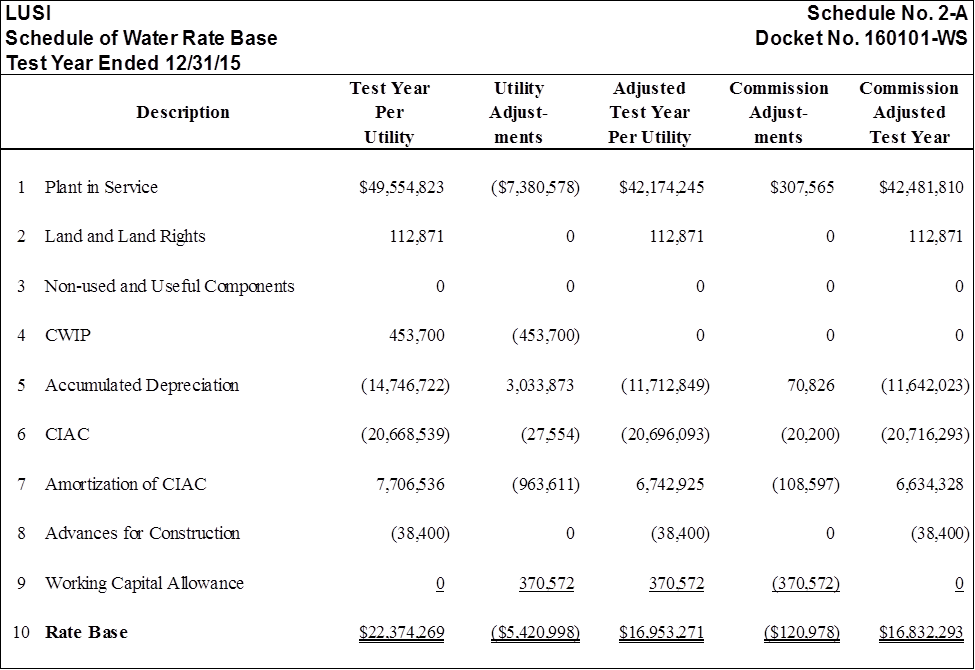 LUSI Schedule No. 2-A
Schedule of Water Rate Base Docket No. 160101-WS
Test Year Ended 12/31/15
Test Year Utility Adjusted Commission Commission
Description Per Adjust- Test Year Adjust- Adjusted
Utility ments Per Utility ments Test Year
1 Plant in Service $49,554,823 ($7,380,578) $42,174,245 $307,565 $42,481,810
2 Land and Land Rights 112,871 0 112,871 0 112,871
3 Non-used and Useful Components 0 0 0 0 0
4 CWIP 453,700 (453,700) 0 0 0
5 Accumulated Depreciation (14,746,722) 3,033,873 (11,712,849) 70,826 (11,642,023)
6 CIAC (20,668,539) (27,554) (20,696,093) (20,200) (20,716,293)
7 Amortization of CIAC 7,706,536 (963,611) 6,742,925 (108,597) 6,634,328
8 Advances for Construction (38,400) 0 (38,400) 0 (38,400)
9 Working Capital Allowance 0 370,572 370,572 (370,572) 0
10 Rate Base $22,374,269 ($5,420,998) $16,953,271 ($120,978) $16,832,293